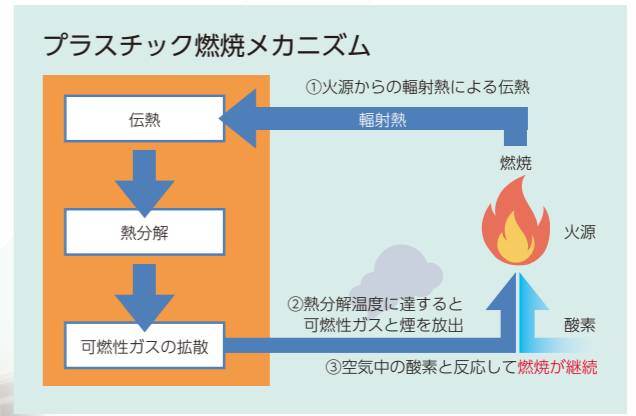 プラスチック燃焼メカニズム
①火源からの輻射熱による伝熱
伝熱
輻射熱
燃焼
熱分解
火源
②熱分解温度に達すると
可燃性ガスと煙を放出
酸素
可燃性ガスの拡散
③空気中の酸素と反応して燃焼が継続